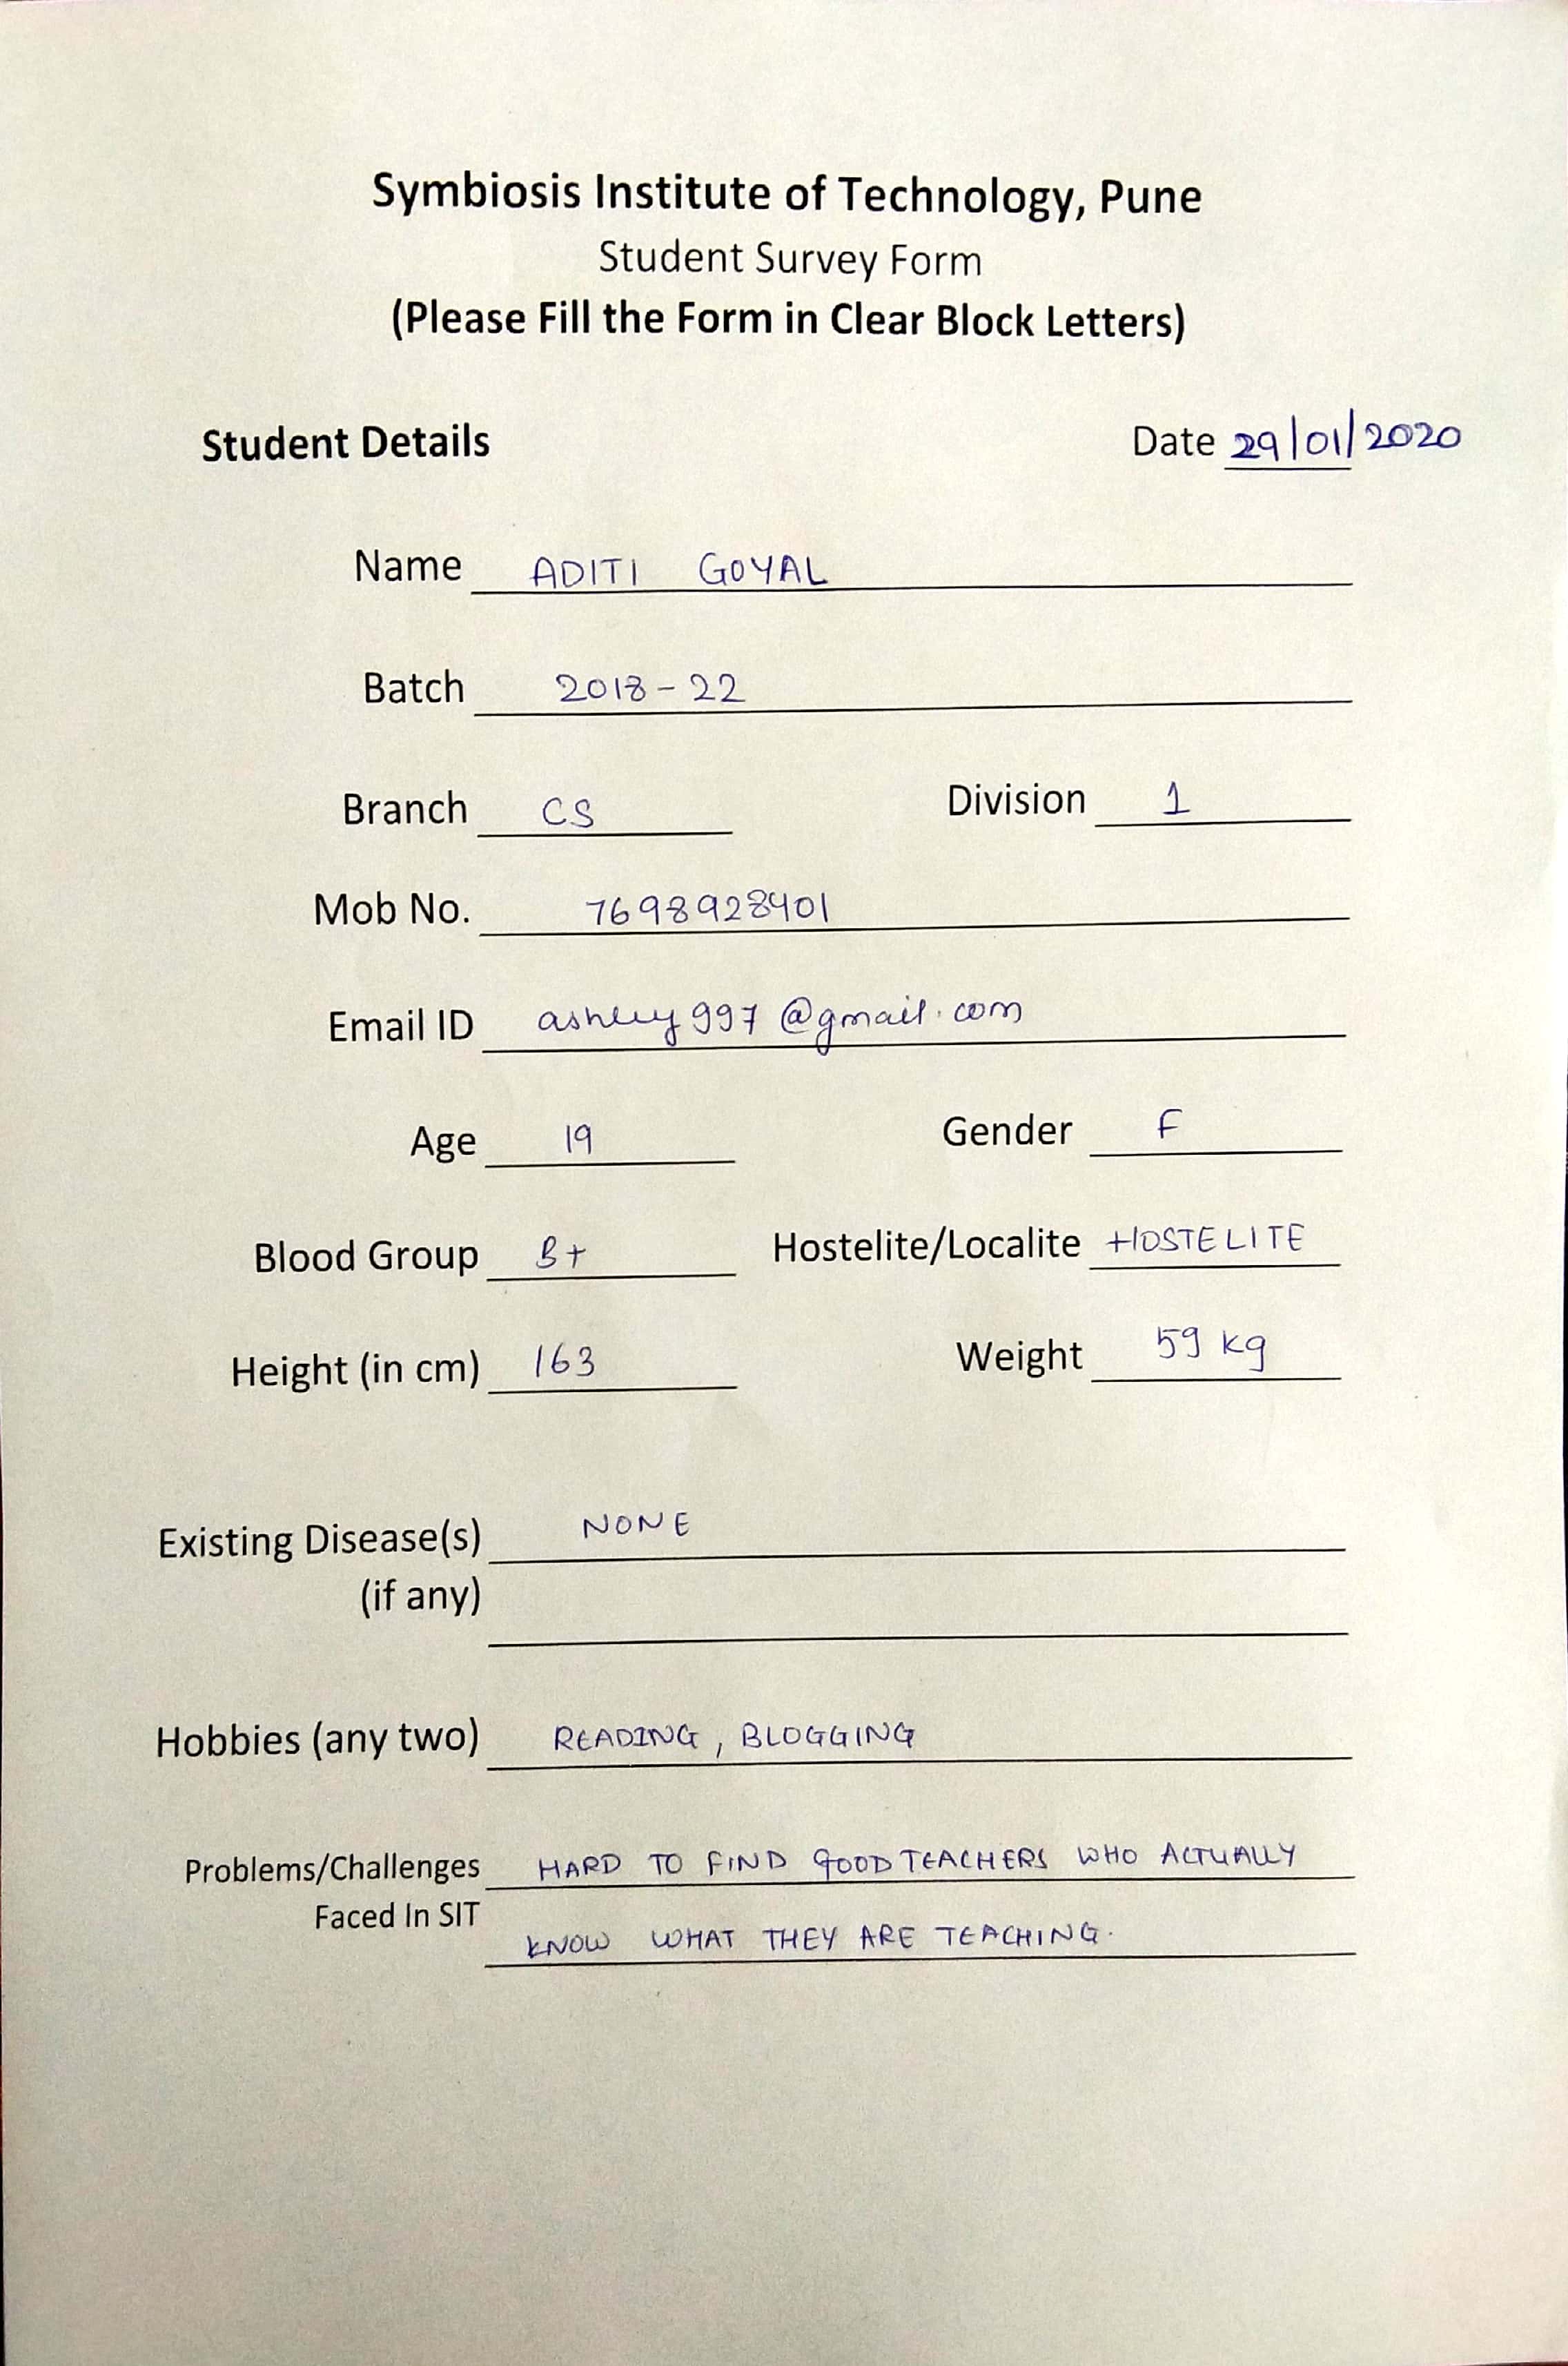 Symbiosis Institute of Technology, Pune
Student Survey Form
(Please Fill the Form in Clear Block Letters)
Student Details Date 29/01/2020
Name ADITI GOYAL
Batch 2018-22
Branch CS Division 1
Mob No. 7698928401
Email ID ashley997@gmail.com
Age 19 Gender F
Blood Group B+ Hostelite/Localite HOSTELITE
Height (in cm) 163 Weight 59 kg
Existing Disease(s) NONE
(if any)
Hobbies (any two) READING, BLOGGING
Problems/Challenges HARD TO FIND GOOD TEACHERS WHO ACTUALLY
Faced In SIT KNOW WHAT THEY ARE TEACHING.